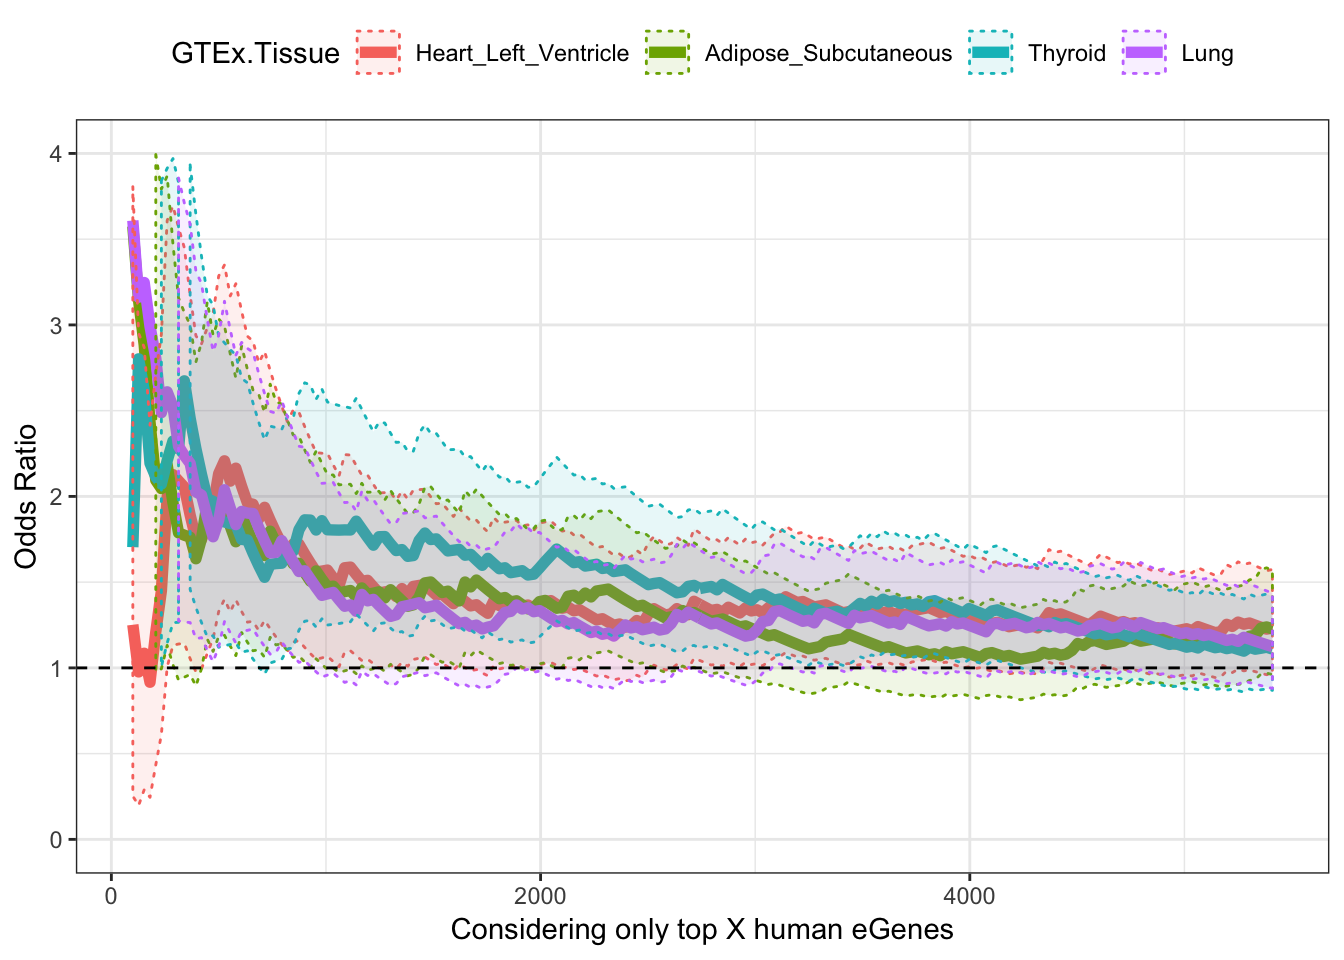 GTEx.Tissue Heart_Left_Ventricle Adipose_Subcutaneous Thyroid Lung
4
3
2
1
0
Odds Ratio
0 2000 4000
Considering only top X human eGenes